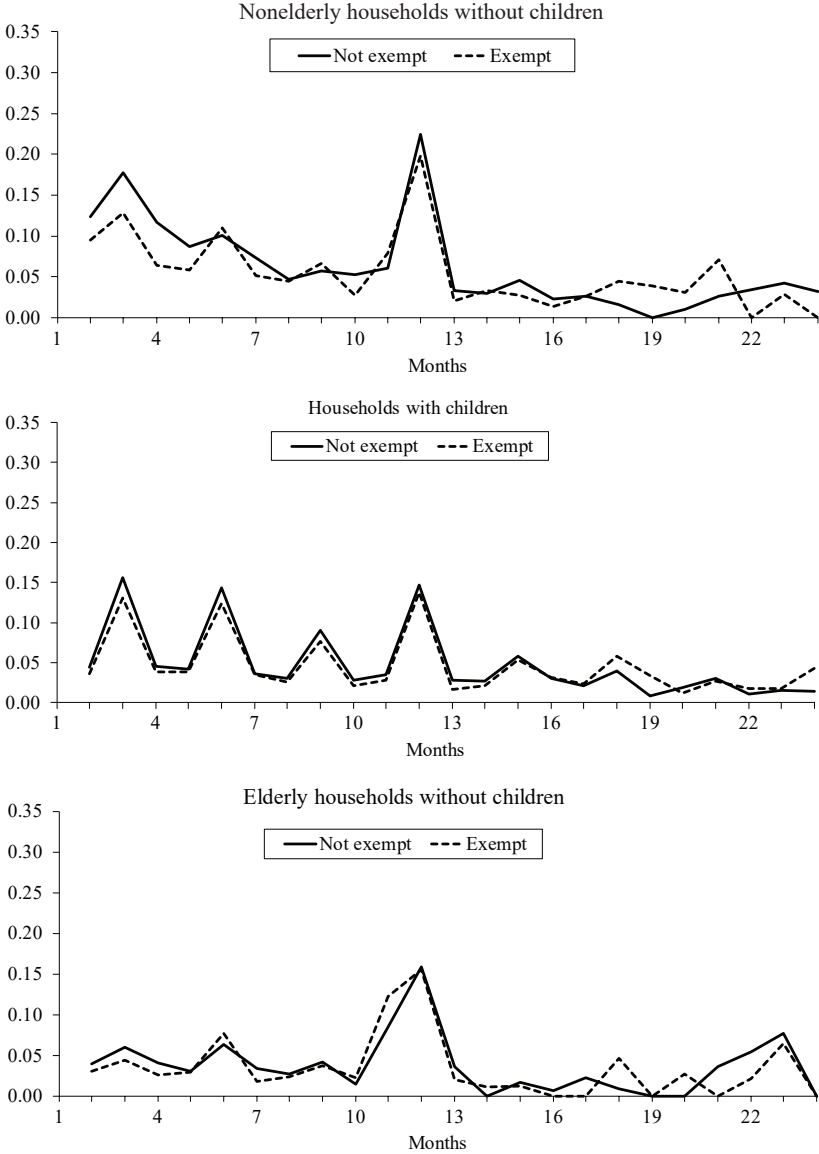 Nonelderly households without children
0.35
Not exempt Exempt
0.30
0.25
0.20
0.15
0.10
0.05
0.00
1 4 7 10 13 16 19 22
Months
Households with children
0.35
Not exempt Exempt
0.30
0.25
0.20
0.15
0.10
0.05
0.00
1 4 7 10 13 16 19 22
Months
Elderly households without children
0.35
Not exempt Exempt
0.30
0.25
0.20
0.15
0.10
0.05
0.00
1 4 7 10 13 16 19 22
Months